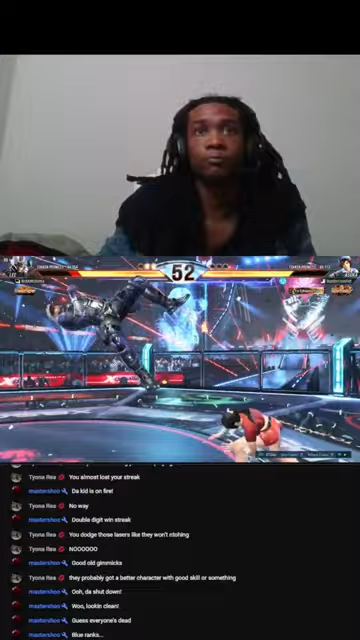 52
LEE
Tyona Rea You almost lost your streak
mastershoo Da kid is on fire!
Tyona Rea No way
mastershoo Double digit win streak
Tyona Rea You dodge those lasers like they won't ntohing
Tyona Rea NOOOOOO
mastershoo Good old gimmicks
Tyona Rea they probably got a better character with good skill or something
mastershoo Ooh, da shut down!
mastershoo Woo, lookin clean!
mastershoo Guess everyone's dead
mastershoo Blue ranks...